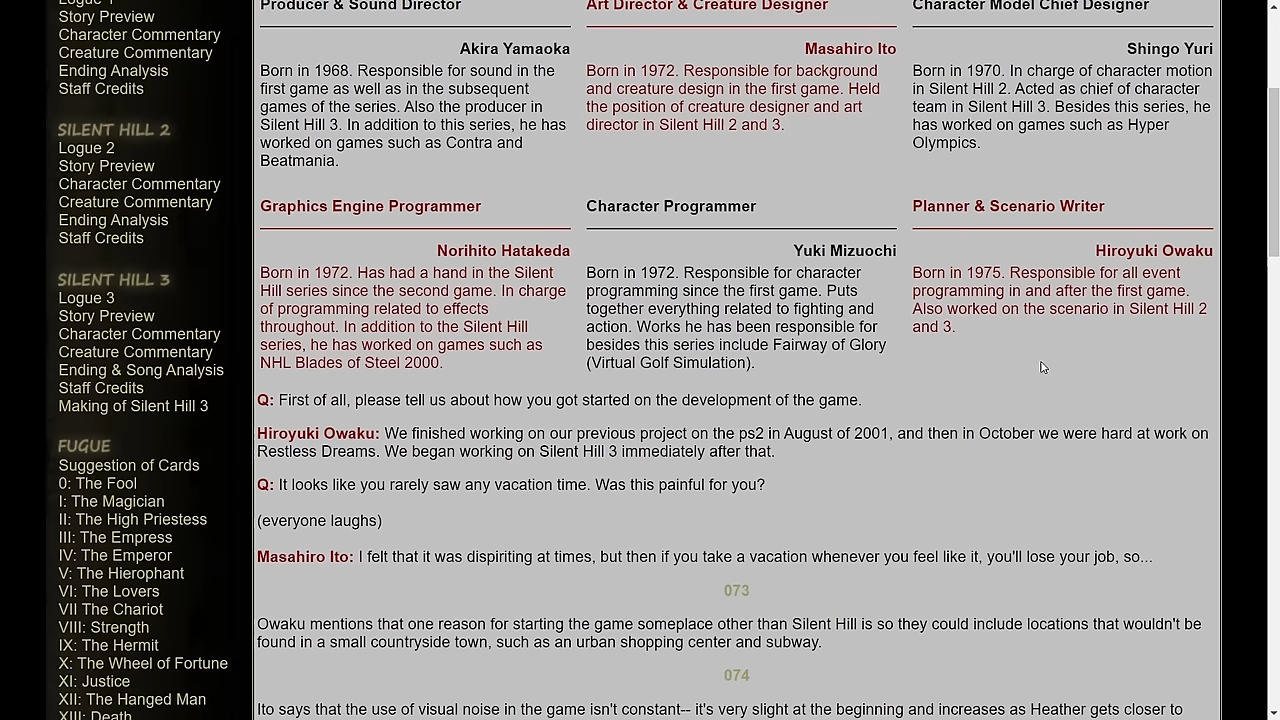 Logue 1
Story Preview
Character Commentary
Creature Commentary
Ending Analysis
Staff Credits
SILENT HILL 2
Logue 2
Story Preview
Character Commentary
Creature Commentary
Ending Analysis
Staff Credits
SILENT HILL 3
Logue 3
Story Preview
Character Commentary
Creature Commentary
Ending & Song Analysis
Staff Credits
Making of Silent Hill 3
FUGUE
Suggestion of Cards
0: The Fool
I: The Magician
II: The High Priestess
III: The Empress
IV: The Emperor
V: The Hierophant
VI: The Lovers
VII The Chariot
VIII: Strength
IX: The Hermit
X: The Wheel of Fortune
XI: Justice
XII: The Hanged Man
XIII: Death
Producer & Sound Director
Akira Yamaoka
Born in 1968. Responsible for sound in the
first game as well as in the subsequent
games of the series. Also the producer in
Silent Hill 3. In addition to this series, he has
worked on games such as Contra and
Beatmania.
Art Director & Creature Designer
Masahiro Ito
Born in 1972. Responsible for background
and creature design in the first game. Held
the position of creature designer and art
director in Silent Hill 2 and 3.
Character Model Chief Designer
Shingo Yuri
Born in 1970. In charge of character motion
in Silent Hill 2. Acted as chief of character
team in Silent Hill 3. Besides this series, he
has worked on games such as Hyper
Olympics.
Graphics Engine Programmer
Norihito Hatakeda
Born in 1972. Has had a hand in the Silent
Hill series since the second game. In charge
of programming related to effects
throughout. In addition to the Silent Hill
series, he has worked on games such as
NHL Blades of Steel 2000.
Character Programmer
Yuki Mizuochi
Born in 1972. Responsible for character
programming since the first game. Puts
together everything related to fighting and
action. Works he has been responsible for
besides this series include Fairway of Glory
(Virtual Golf Simulation).
Planner & Scenario Writer
Hiroyuki Owaku
Born in 1975. Responsible for all event
programming in and after the first game.
Also worked on the scenario in Silent Hill 2
and 3.
Q: First of all, please tell us about how you got started on the development of the game.
Hiroyuki Owaku: We finished working on our previous project on the ps2 in August of 2001, and then in October we were hard at work on
Restless Dreams. We began working on Silent Hill 3 immediately after that.
Q: It looks like you rarely saw any vacation time. Was this painful for you?
(everyone laughs)
Masahiro Ito: I felt that it was dispiriting at times, but then if you take a vacation whenever you feel like it, you'll lose your job, so...
073
Owaku mentions that one reason for starting the game someplace other than Silent Hill is so they could include locations that wouldn't be
found in a small countryside town, such as an urban shopping center and subway.
074
Ito says that the use of visual noise in the game isn't constant-- it's very slight at the beginning and increases as Heather gets closer to